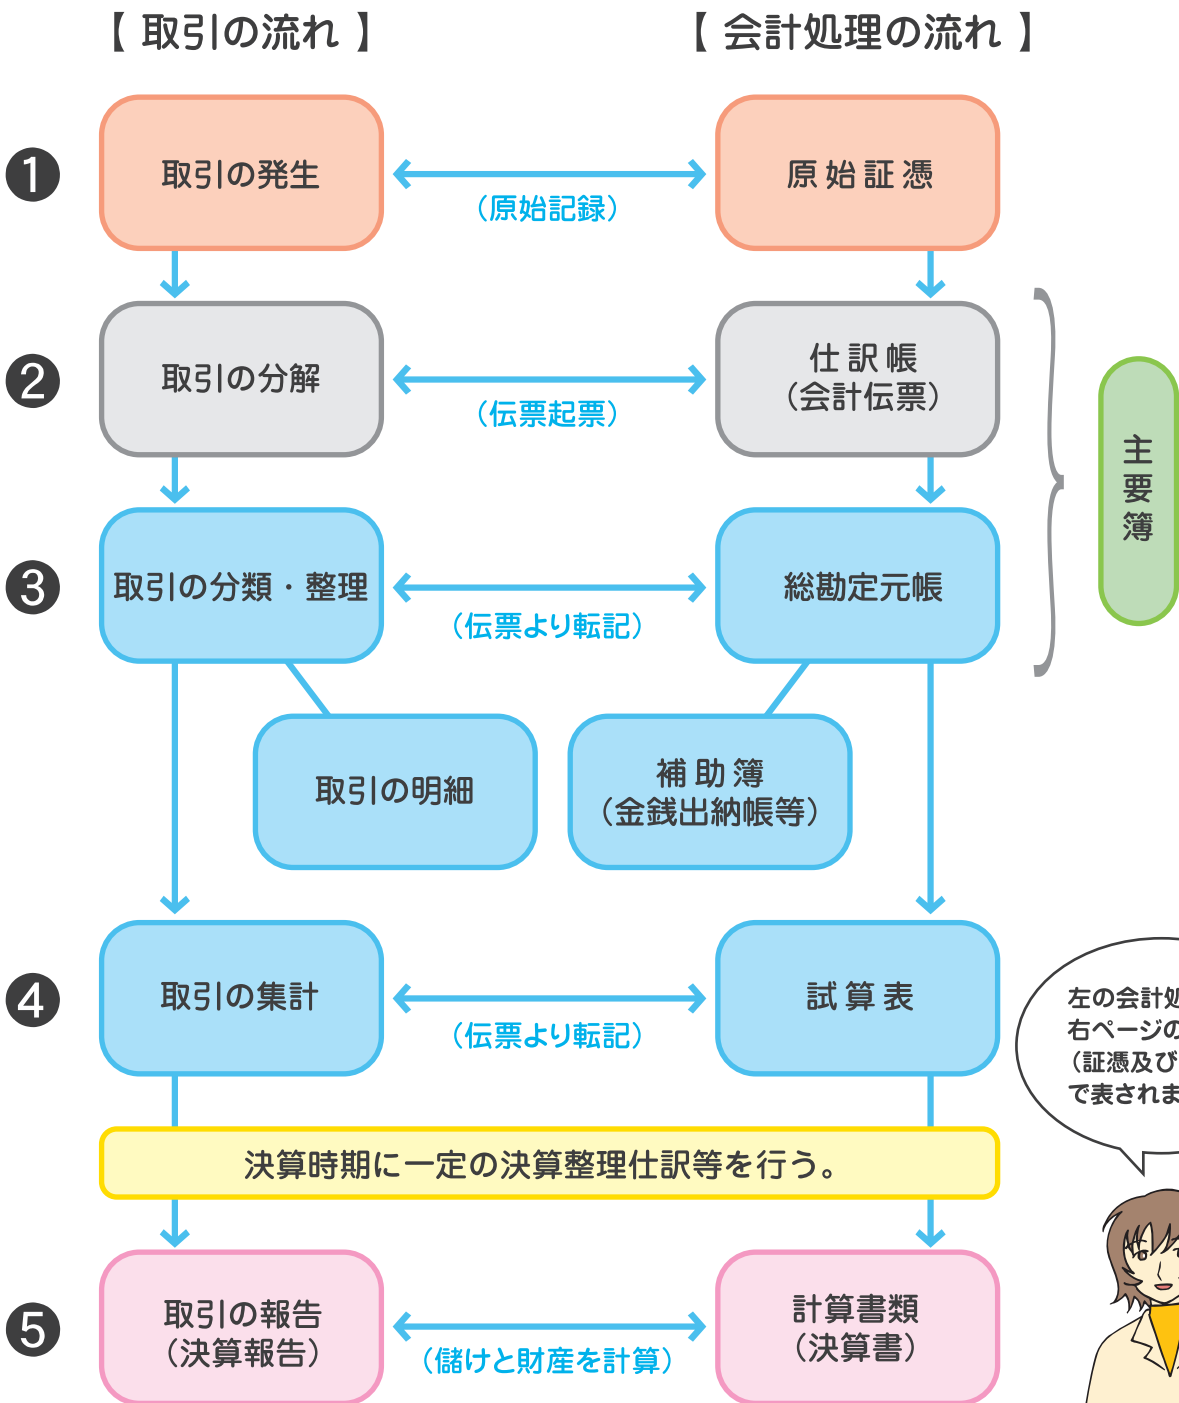 【 取引の流れ 】
【 会計処理の流れ 】
❶
取引の発生
(原始記録)
原始証憑
❷
取引の分解
(伝票起票)
仕訳帳
(会計伝票)
主要簿
❸
取引の分類・整理
(伝票より転記)
総勘定元帳
取引の明細
補助簿
(金銭出納帳等)
❹
取引の集計
(伝票より転記)
試算表
左の会計処
右ページの
(証憑及び
で表されま
決算時期に一定の決算整理仕訳等を行う。
❺
取引の報告
(決算報告)
(儲けと財産を計算)
計算書類
(決算書)